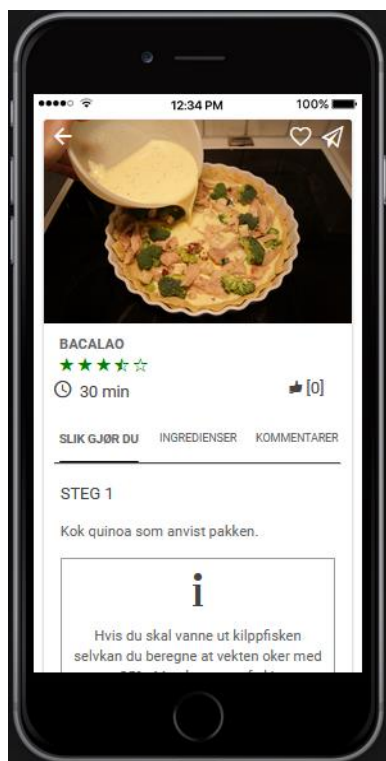 12:34 PM 100%
BACALAO
30 min [0]
SLIK GJØR DU INGREDIENSER KOMMENTARER
STEG 1
Kok quinoa som anvist pakken.
i
Hvis du skal vanne ut kilppfisken
selvkan du beregne at vekten oker med